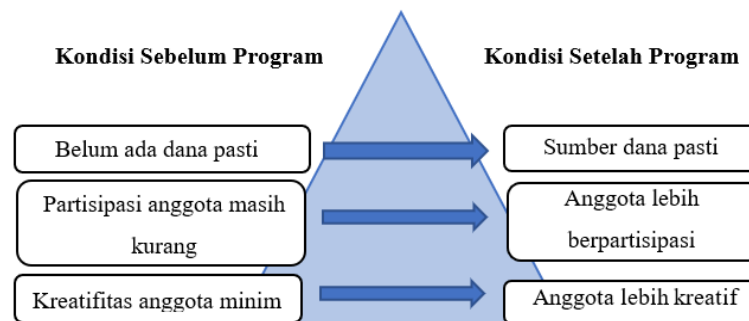 Kondisi Sebelum Program
Kondisi Setelah Program
Belum ada dana pasti
Sumber dana pasti
Partisipasi anggota masih
kurang
Anggota lebih
berpartisipasi
Kreatifitas anggota minim
Anggota lebih kreatif